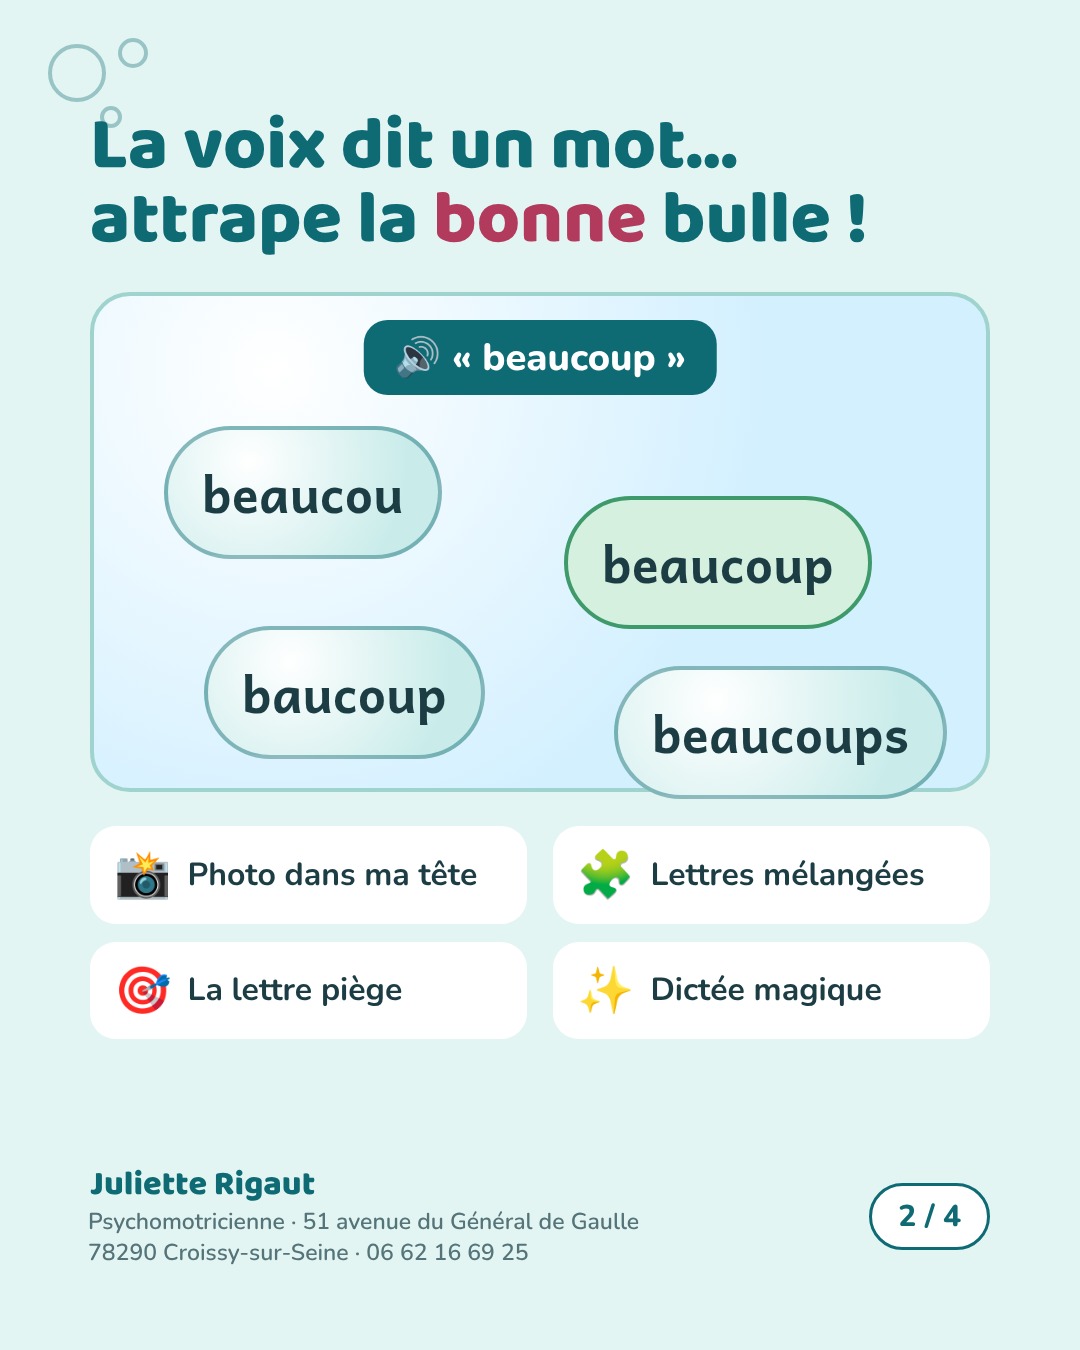 La voix dit un mot...
attrape la bonne bulle !
« beaucoup »
beaucou
beaucoup
baucoup
beaucoups
Photo dans ma tête
Lettres mélangées
La lettre piège
Dictée magique
Juliette Rigaut
Psychomotricienne · 51 avenue du Général de Gaulle
78290 Croissy-sur-Seine · 06 62 16 69 25
2 / 4